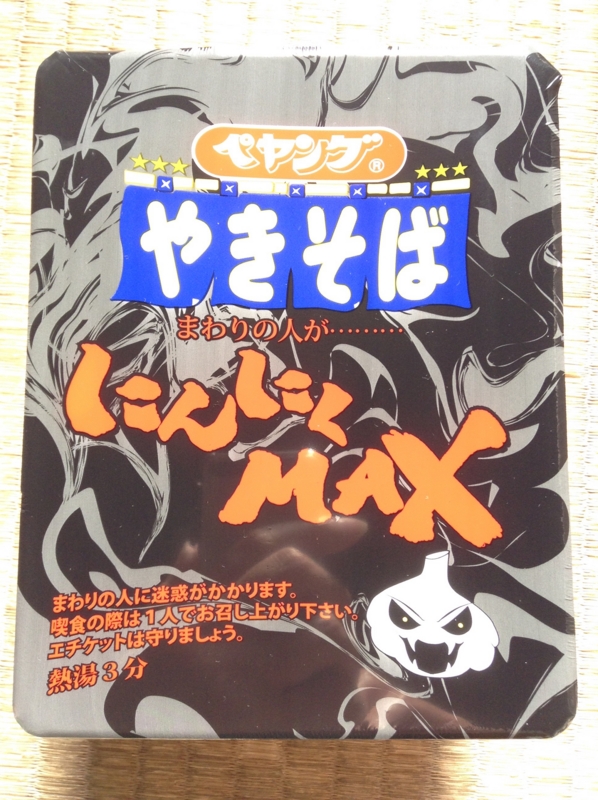 ペヤング®
やきそば
まわりの人が………
にんにく
MAX
まわりの人に迷惑がかかります。
喫食の際は1人でお召し上がり下さい。
エチケットは守りましょう。
熱湯3分